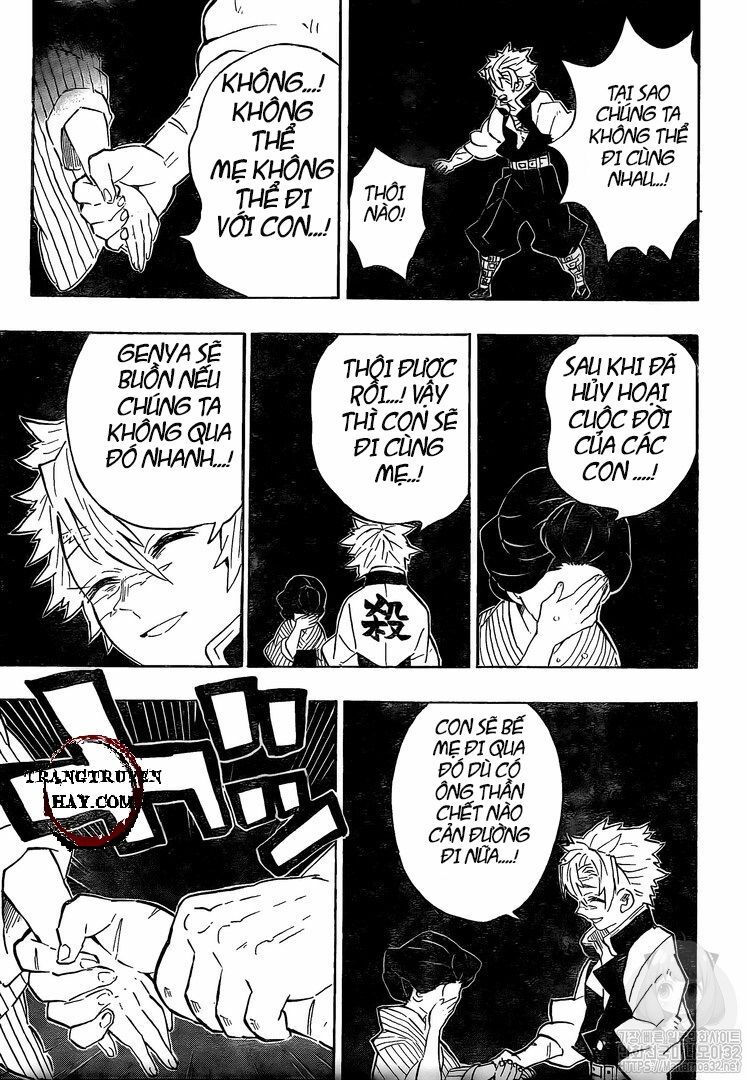 TẠI SAO
CHÚNG TA
KHÔNG THỂ
ĐI CÙNG
NHAU...!
THÔI
NÀO!
KHÔNG...!
KHÔNG
THỂ
MẸ KHÔNG
THỂ ĐI
VỚI CON...!
SAU KHI ĐÃ
HỦY HOẠI
CUỘC ĐỜI
CỦA CÁC
CON ....!
THÔI ĐƯỢC
RỒI...! VẬY
THÌ CON SẼ
ĐI CÙNG
MẸ..!
殺
GENYA SẼ
BUỒN NẾU
CHÚNG TA
KHÔNG QUA
ĐÓ NHANH...!
CON SẼ BẾ
MẸ ĐI QUA
ĐÓ DÙ CÓ
ÔNG THẦN
CHẾT NÀO
CẢN ĐƯỜNG
ĐI NỮA....!
TRANGTRUYEN
HAY.COM